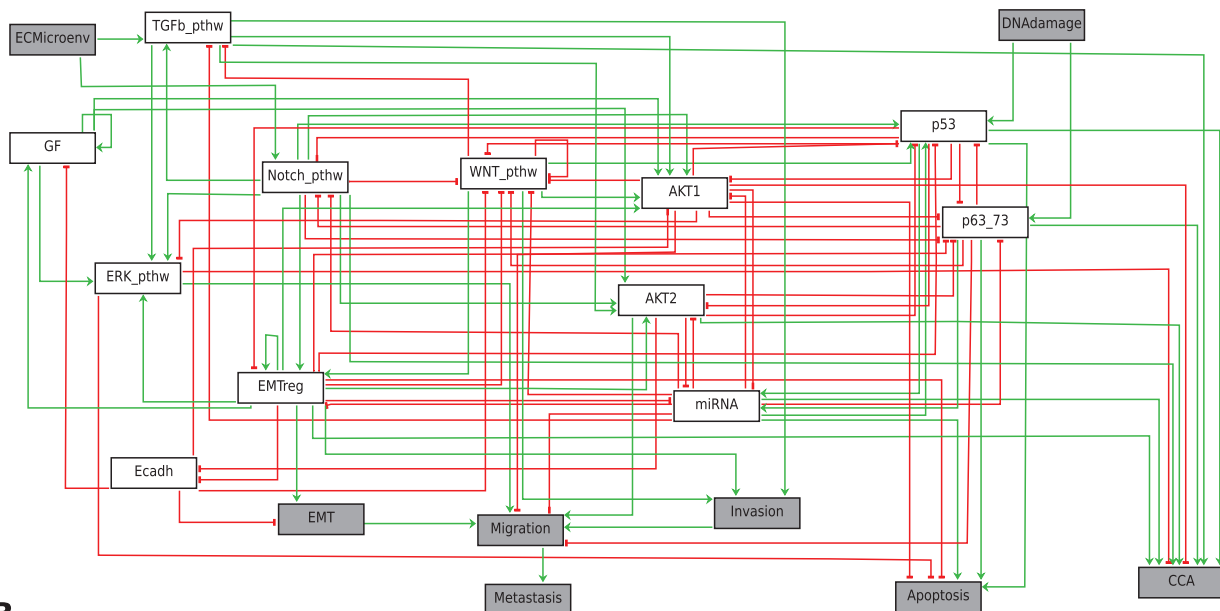 TGFb_pthw
DNAdamage
ECMicroenv
p53
GF
Notch_pthw
WNT_pthw
AKT1
p63_73
ERK_pthw
AKT2
EMTreg
miRNA
Ecadh
EMT
Invasion
Migration
CCA
Metastasis
Apoptosis